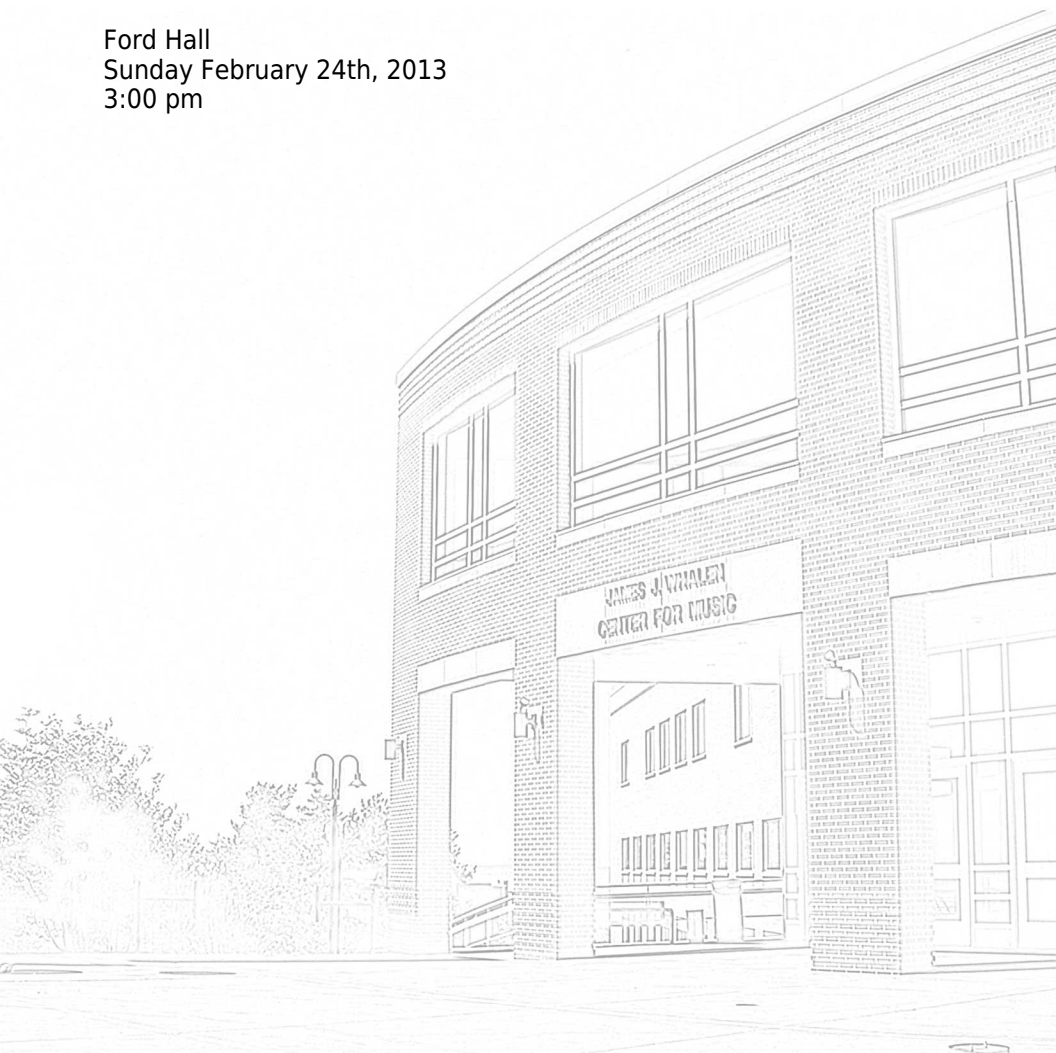 Ford Hall
Sunday February 24th, 2013
3:00 pm
JAMES J. WHALEN
CENTER FOR MUSIC